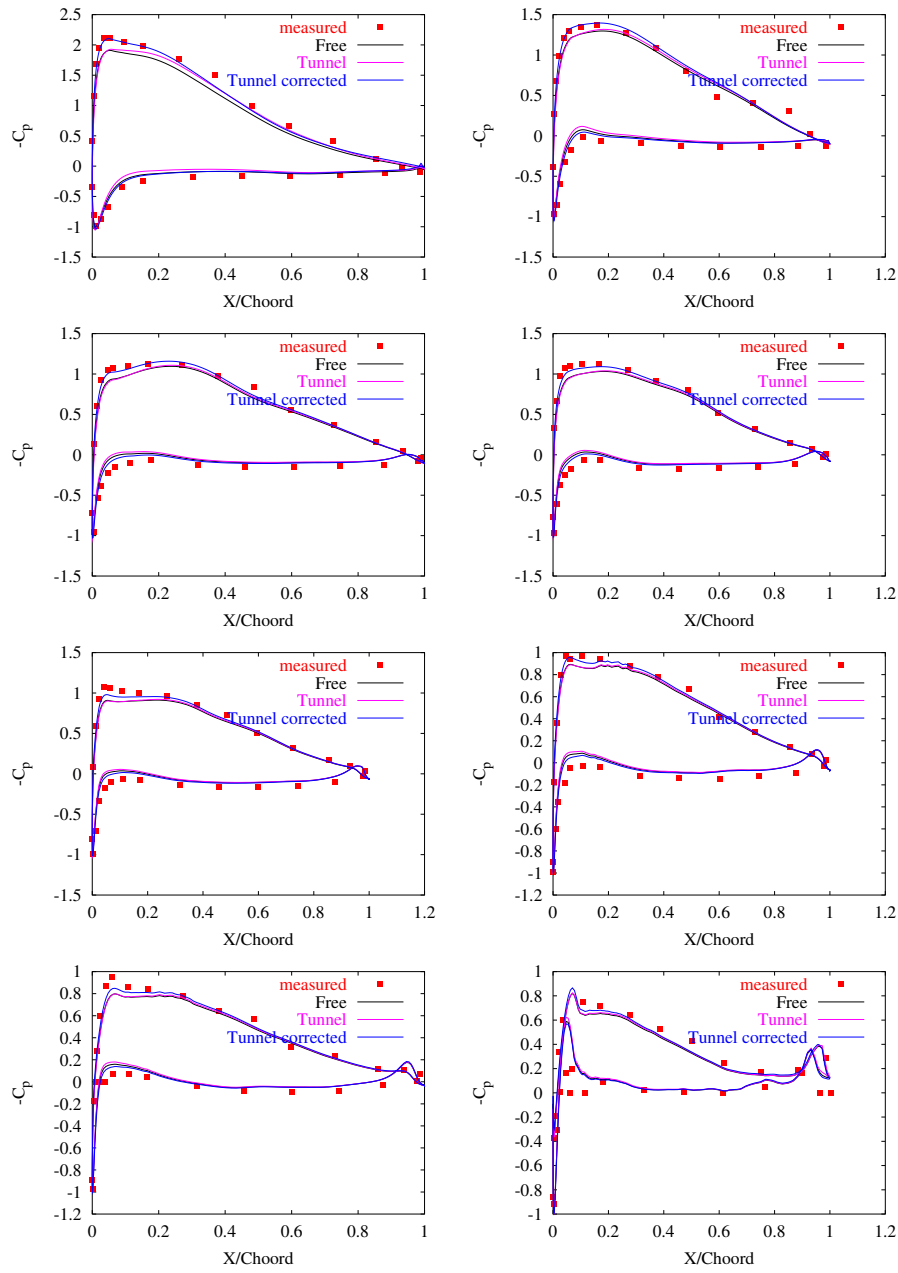 2.5
2
1.5
1
0.5
0
-0.5
-1
-1.5
0 0.2 0.4 0.6 0.8 1
-Cp
X/Choord
measured
Free
Tunnel
Tunnel corrected
1.5
1
0.5
0
-0.5
-1
-1.5
0 0.2 0.4 0.6 0.8 1 1.2
-Cp
X/Choord
measured
Free
Tunnel
Tunnel corrected
1.5
1
0.5
0
-0.5
-1
-1.5
0 0.2 0.4 0.6 0.8 1
-Cp
X/Choord
measured
Free
Tunnel
Tunnel corrected
1.5
1
0.5
0
-0.5
-1
-1.5
0 0.2 0.4 0.6 0.8 1 1.2
-Cp
X/Choord
measured
Free
Tunnel
Tunnel corrected
1.5
1
0.5
0
-0.5
-1
-1.5
0 0.2 0.4 0.6 0.8 1 1.2
-Cp
X/Choord
measured
Free
Tunnel
Tunnel corrected
1
0.8
0.6
0.4
0.2
0
-0.2
-0.4
-0.6
-0.8
-1
-1.2
0 0.2 0.4 0.6 0.8 1 1.2
-Cp
X/Choord
measured
Free
Tunnel
Tunnel corrected
1
0.8
0.6
0.4
0.2
0
-0.2
-0.4
-0.6
-0.8
-1
-1.2
0 0.2 0.4 0.6 0.8 1
-Cp
X/Choord
measured
Free
Tunnel
Tunnel corrected
1
0.8
0.6
0.4
0.2
0
-0.2
-0.4
-0.6
-0.8
-1
0 0.2 0.4 0.6 0.8 1 1.2
-Cp
X/Choord
measured
Free
Tunnel
Tunnel corrected